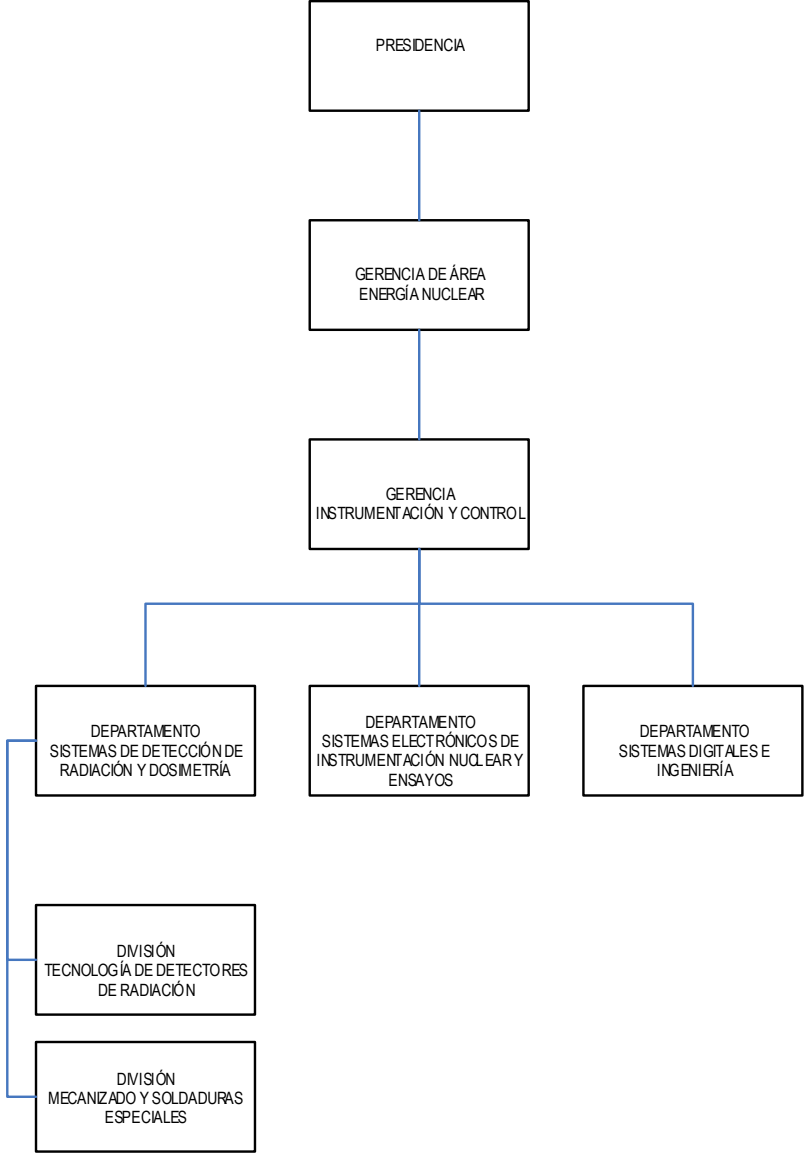 PRESIDENCIA
GERENCIA DE ÁREA
ENERGÍA NUCLEAR
GERENCIA
INSTRUMENTACIÓN Y CONTROL
DEPARTAMENTO
SISTEMAS DE DETECCIÓN DE
RADIACIÓN Y DOSIMETRÍA
DEPARTAMENTO
SISTEMAS ELECTRÓNICOS DE
INSTRUMENTACIÓN NUCLEAR Y
ENSAYOS
DEPARTAMENTO
SISTEMAS DIGITALES E
INGENIERÍA
DIVISIÓN
TECNOLOGÍA DE DETECTORES
DE RADIACIÓN
DIVISIÓN
MECANIZADO Y SOLDADURAS
ESPECIALES